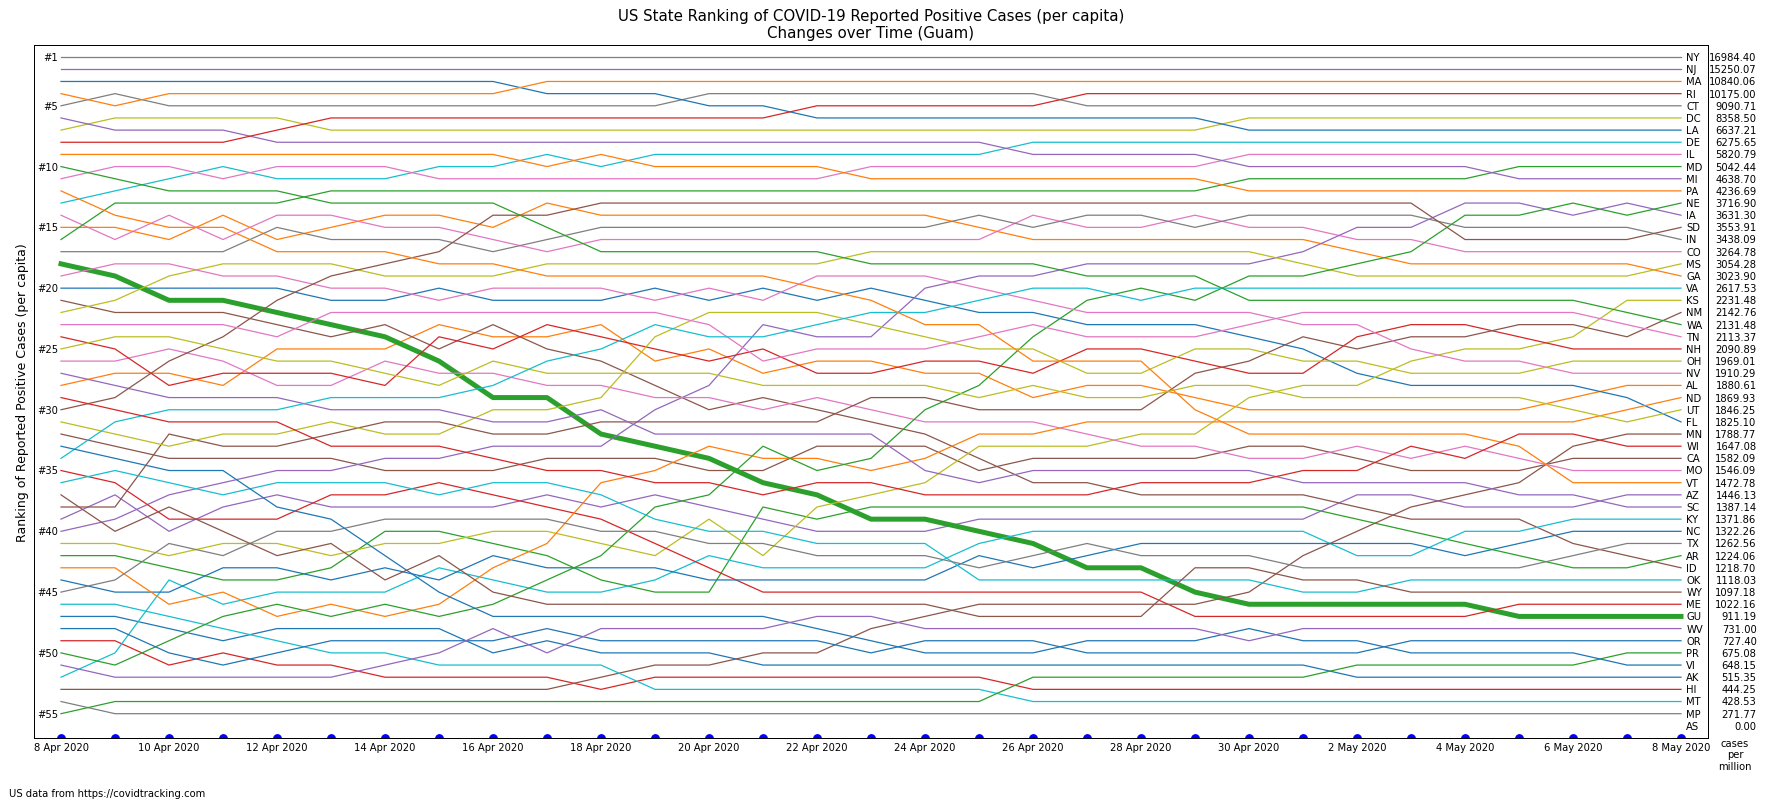 US State Ranking of COVID-19 Reported Positive Cases (per capita)
Changes over Time (Guam)
Ranking of Reported Positive Cases (per capita)
#1
#5
#10
#15
#20
#25
#30
#35
#40
#45
#50
#55
NY 16984.40
NJ 15250.07
MA 10840.06
RI 10175.00
CT 9090.71
DC 8358.50
LA 6637.21
DE 6275.65
IL 5820.79
MD 5042.44
MI 4638.70
PA 4236.69
NE 3716.90
IA 3631.30
SD 3553.91
IN 3438.09
CO 3264.78
MS 3054.28
GA 3023.90
VA 2617.53
KS 2231.48
NM 2142.76
WA 2131.48
TN 2113.37
NH 2090.89
OH 1969.01
NV 1910.29
AL 1880.61
ND 1869.93
UT 1846.25
FL 1825.10
MN 1788.77
WI 1647.08
CA 1582.09
MO 1546.09
VT 1472.78
AZ 1446.13
SC 1387.14
KY 1371.86
NC 1322.26
TX 1262.56
AR 1224.06
ID 1218.70
OK 1118.03
WY 1097.18
ME 1022.16
GU 911.19
WV 731.00
OR 727.40
PR 675.08
VI 648.15
AK 515.35
HI 444.25
MT 428.53
MP 271.77
AS 0.00
8 Apr 2020 10 Apr 2020 12 Apr 2020 14 Apr 2020 16 Apr 2020 18 Apr 2020 20 Apr 2020 22 Apr 2020 24 Apr 2020 26 Apr 2020 28 Apr 2020 30 Apr 2020 2 May 2020 4 May 2020 6 May 2020 8 May 2020
cases
per
million
US data from https://covidtracking.com